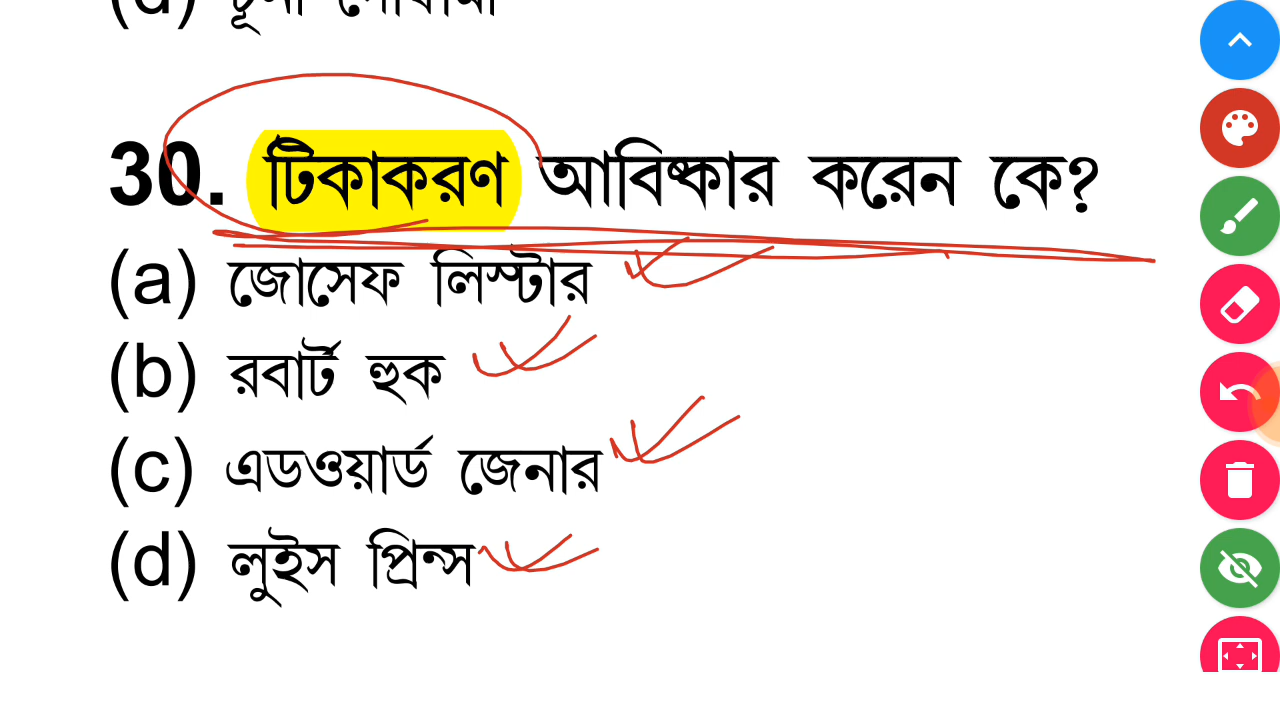 30. টিকাকরণ আবিষ্কার করেন কে?
(a) জোসেফ লিস্টার
(b) রবার্ট হুক
(c) এডওয়ার্ড জেনার
(d) লুইস প্রিন্স